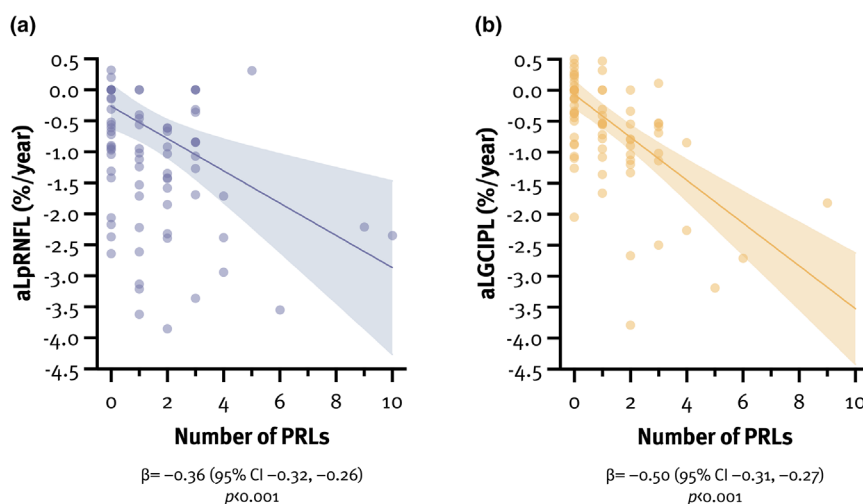 (a)
aLpRNFL (%/year)
0.5
0.0
-0.5
-1.0
-1.5
-2.0
-2.5
-3.0
-3.5
-4.0
-4.5
0 2 4 6 8 10
Number of PRLs
β= −0.36 (95% CI −0.32, −0.26)
p<0.001
(b)
aLGCIPL (%/year)
0.5
0.0
-0.5
-1.0
-1.5
-2.0
-2.5
-3.0
-3.5
-4.0
-4.5
0 2 4 6 8 10
Number of PRLs
β= −0.50 (95% CI −0.31, −0.27)
p<0.001